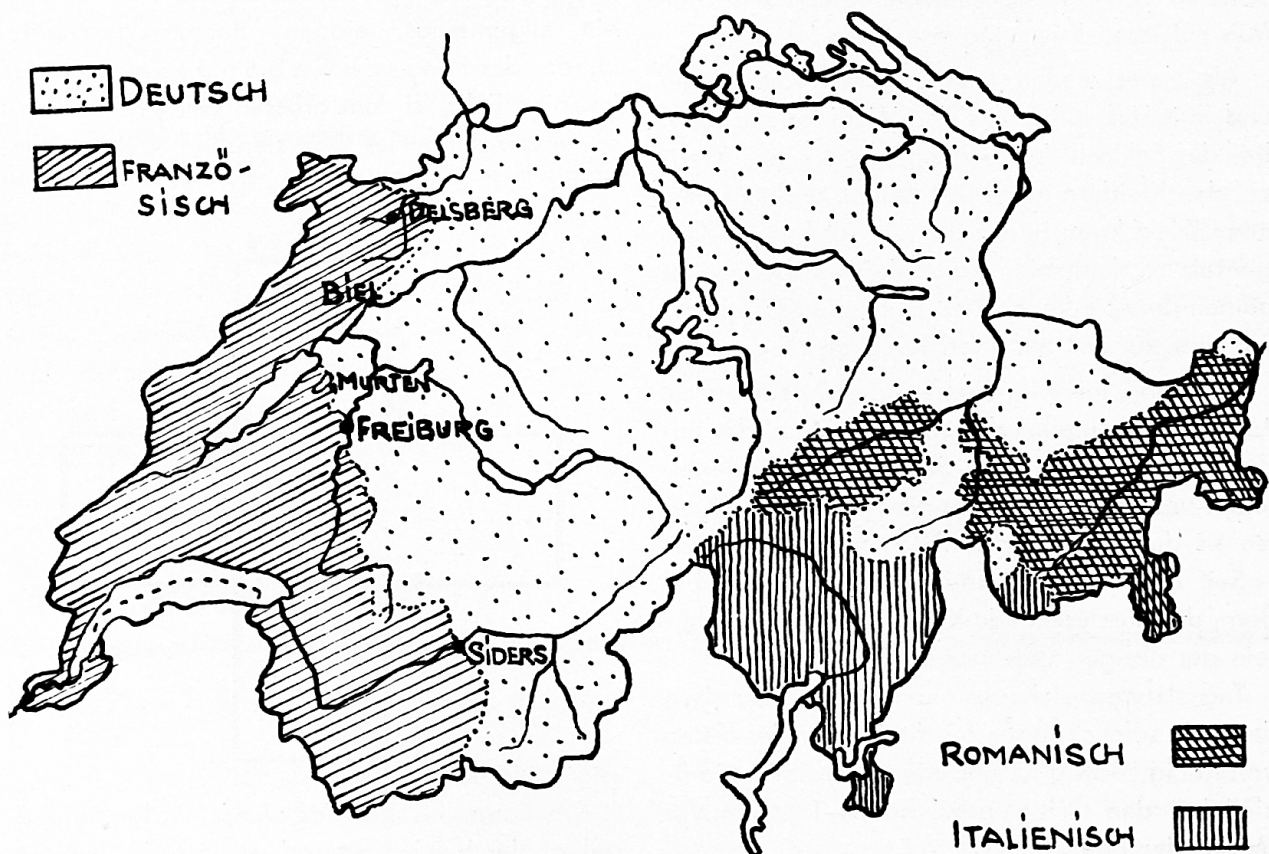 DEUTSCH
FRANZÖ-
SISCH
DELSBERG
BIEL
MURTEN
FREIBURG
SIDERS
ROMANISCH
ITALIENISCH